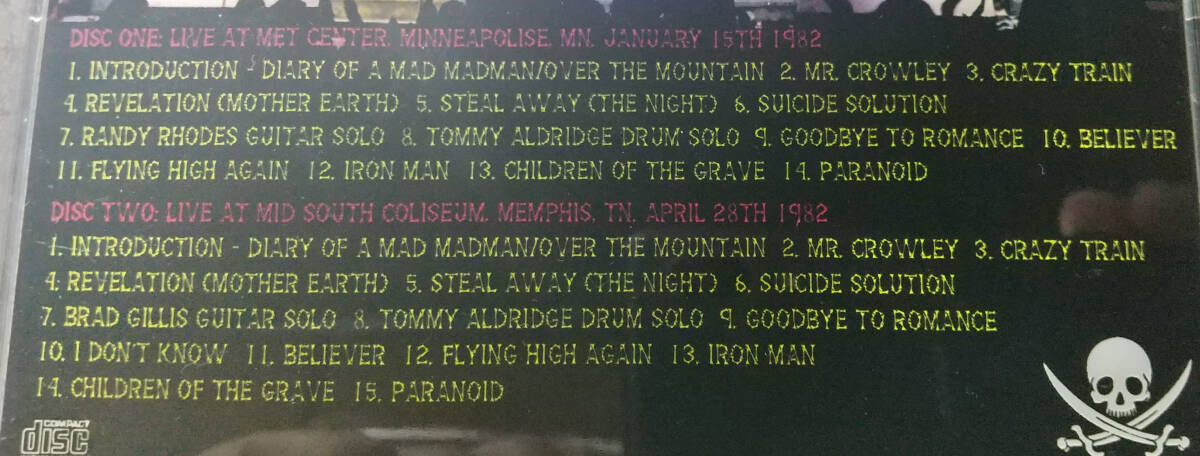 DISC ONE: LIVE AT MET CENTER, MINNEAPOLISE, MN, JANUARY 15TH 1982
1. INTRODUCTION - DIARY OF A MAD MADMAN/OVER THE MOUNTAIN 2. MR. CROWLEY 3. CRAZY TRAIN
4. REVELATION (MOTHER EARTH) 5. STEAL AWAY (THE NIGHT) 6. SUICIDE SOLUTION
7. RANDY RHODES GUITAR SOLO 8. TOMMY ALDRIDGE DRUM SOLO 9. GOODBYE TO ROMANCE 10. BELIEVER
11. FLYING HIGH AGAIN 12. IRON MAN 13. CHILDREN OF THE GRAVE 14. PARANOID
DISC TWO: LIVE AT MID SOUTH COLISEUM, MEMPHIS, TN, APRIL 28TH 1982
1. INTRODUCTION - DIARY OF A MAD MADMAN/OVER THE MOUNTAIN 2. MR. CROWLEY 3. CRAZY TRAIN
4. REVELATION (MOTHER EARTH) 5. STEAL AWAY (THE NIGHT) 6. SUICIDE SOLUTION
7. BRAD GILLIS GUITAR SOLO 8. TOMMY ALDRIDGE DRUM SOLO 9. GOODBYE TO ROMANCE
10. I DON'T KNOW 11. BELIEVER 12. FLYING HIGH AGAIN 13. IRON MAN
14. CHILDREN OF THE GRAVE 15. PARANOID
COMPACT
disc